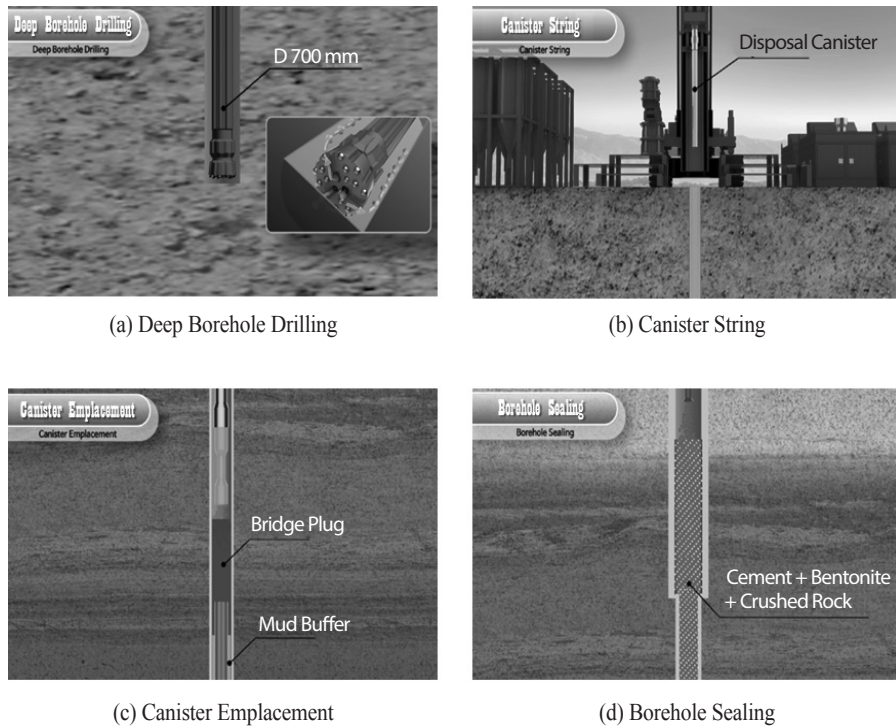 Deep Borehole Drilling
Deep Borehole Drilling
D 700 mm
(a) Deep Borehole Drilling
Canister String
Canister String
Disposal Canister
(b) Canister String
Canister Emplacement
Canister Emplacement
Bridge Plug
Mud Buffer
(c) Canister Emplacement
Borehole Sealing
Borehole Sealing
Cement + Bentonite
+ Crushed Rock
(d) Borehole Sealing